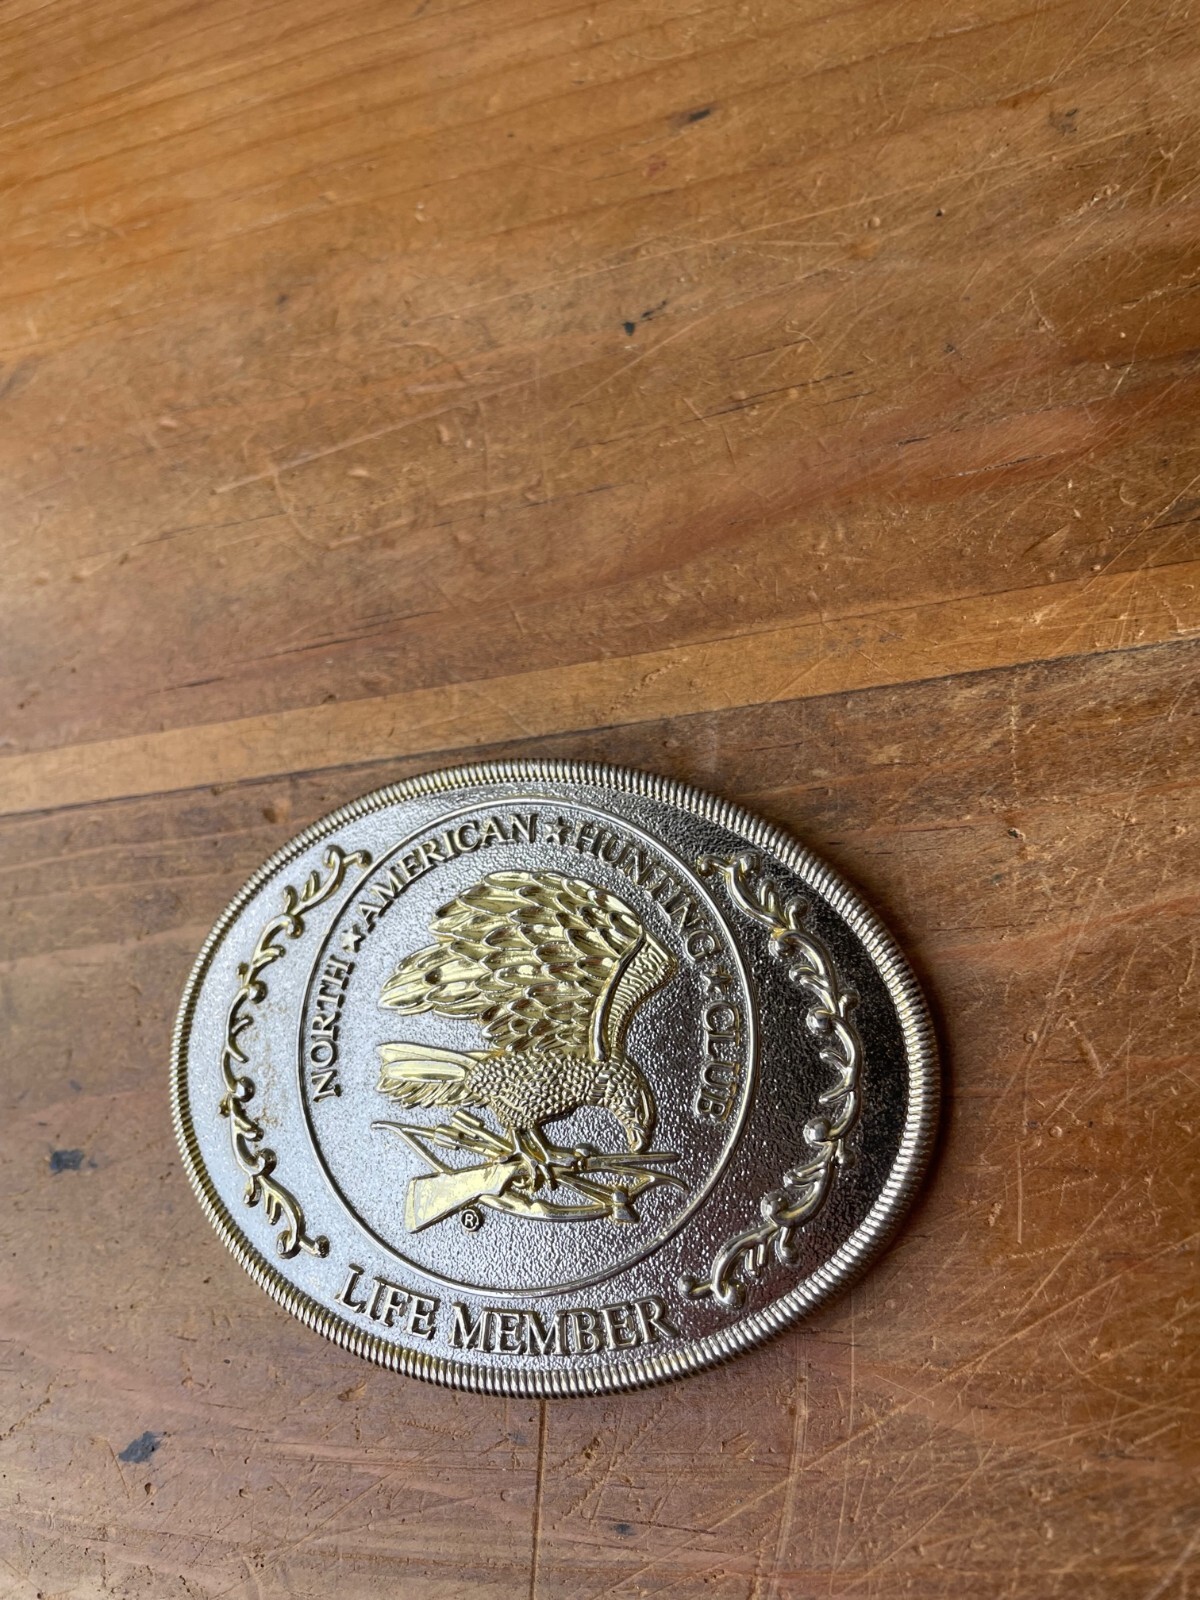 NORTH ★ AMERICAN ★ HUNTING ★ CLUB
®
LIFE MEMBER